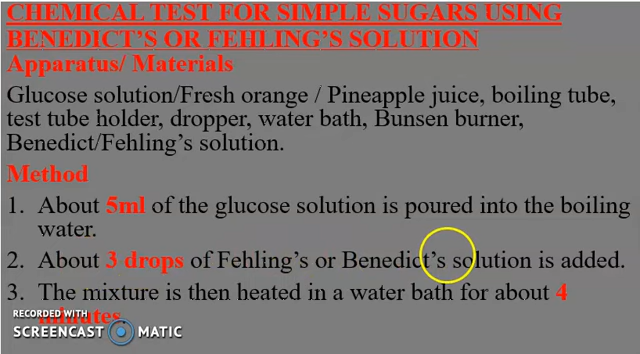 CHEMICAL TEST FOR SIMPLE SUGARS USING
BENEDICT'S OR FEHLING'S SOLUTION
Apparatus/ Materials
Glucose solution/Fresh orange / Pineapple juice, boiling tube,
test tube holder, dropper, water bath, Bunsen burner,
Benedict/Fehling's solution.
Method
1. About 5ml of the glucose solution is poured into the boiling
water.
2. About 3 drops of Fehling's or Benedict's solution is added.
3. The mixture is then heated in a water bath for about 4
minutes
RECORDED WITH
SCREENCAST MATIC